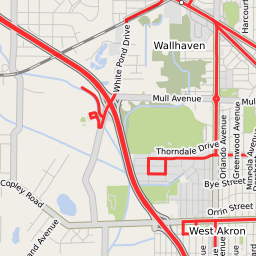 Harcourt
Wallhaven
White Pond Drive
Mull Avenue
Thorndale Drive
Orlando Avenue
Greenwood Avenue
Mineola Avenue
Bye Street
Copley Road
Orrin Street
West Akron
and Avenue